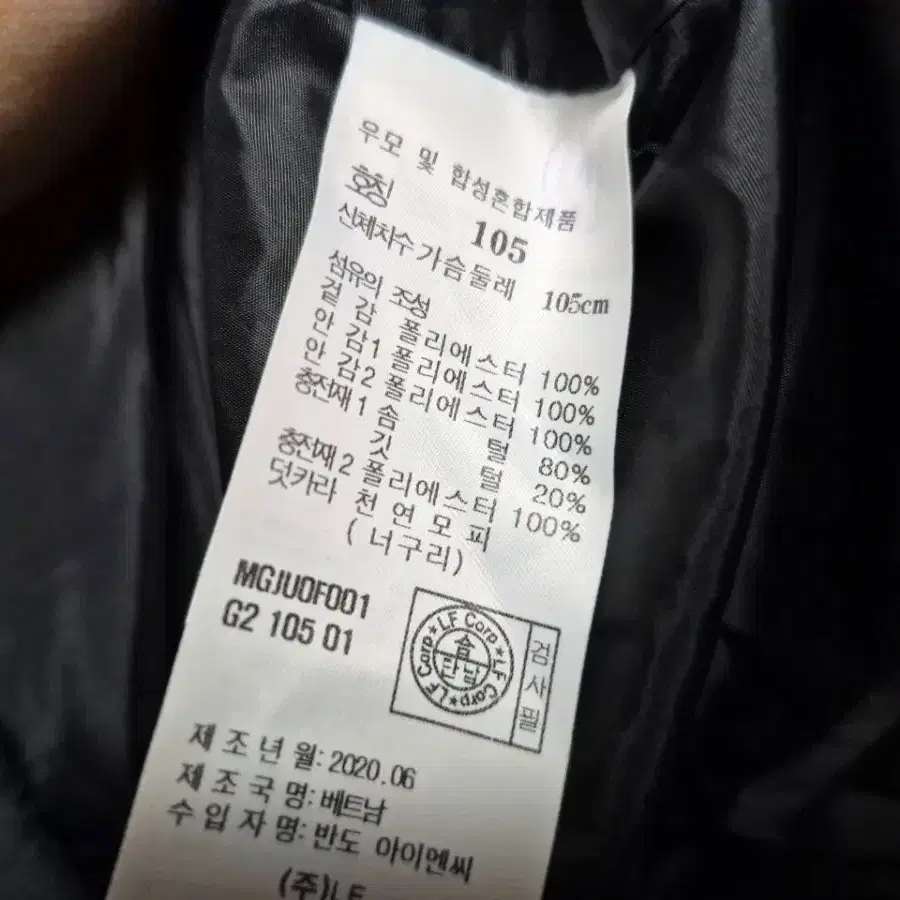 우모 및 합성혼합제품
호칭 105
신체치수 가슴둘레 105cm
섬유의 조성
겉감 폴리에스터 100%
안감1 폴리에스터 100%
안감2 폴리에스터 100%
충전재1 솜털 80%
깃털 20%
충전재2 폴리에스터 100%
덧카라 천연모피
(너구리)
MGJU0F001
G2 105 01
LF Corp★LF Corp★LF Corp★
솜
검사필
제조년월: 2020.06
제조국명: 베트남
수입자명: 반도 아이엔씨
(주)LF